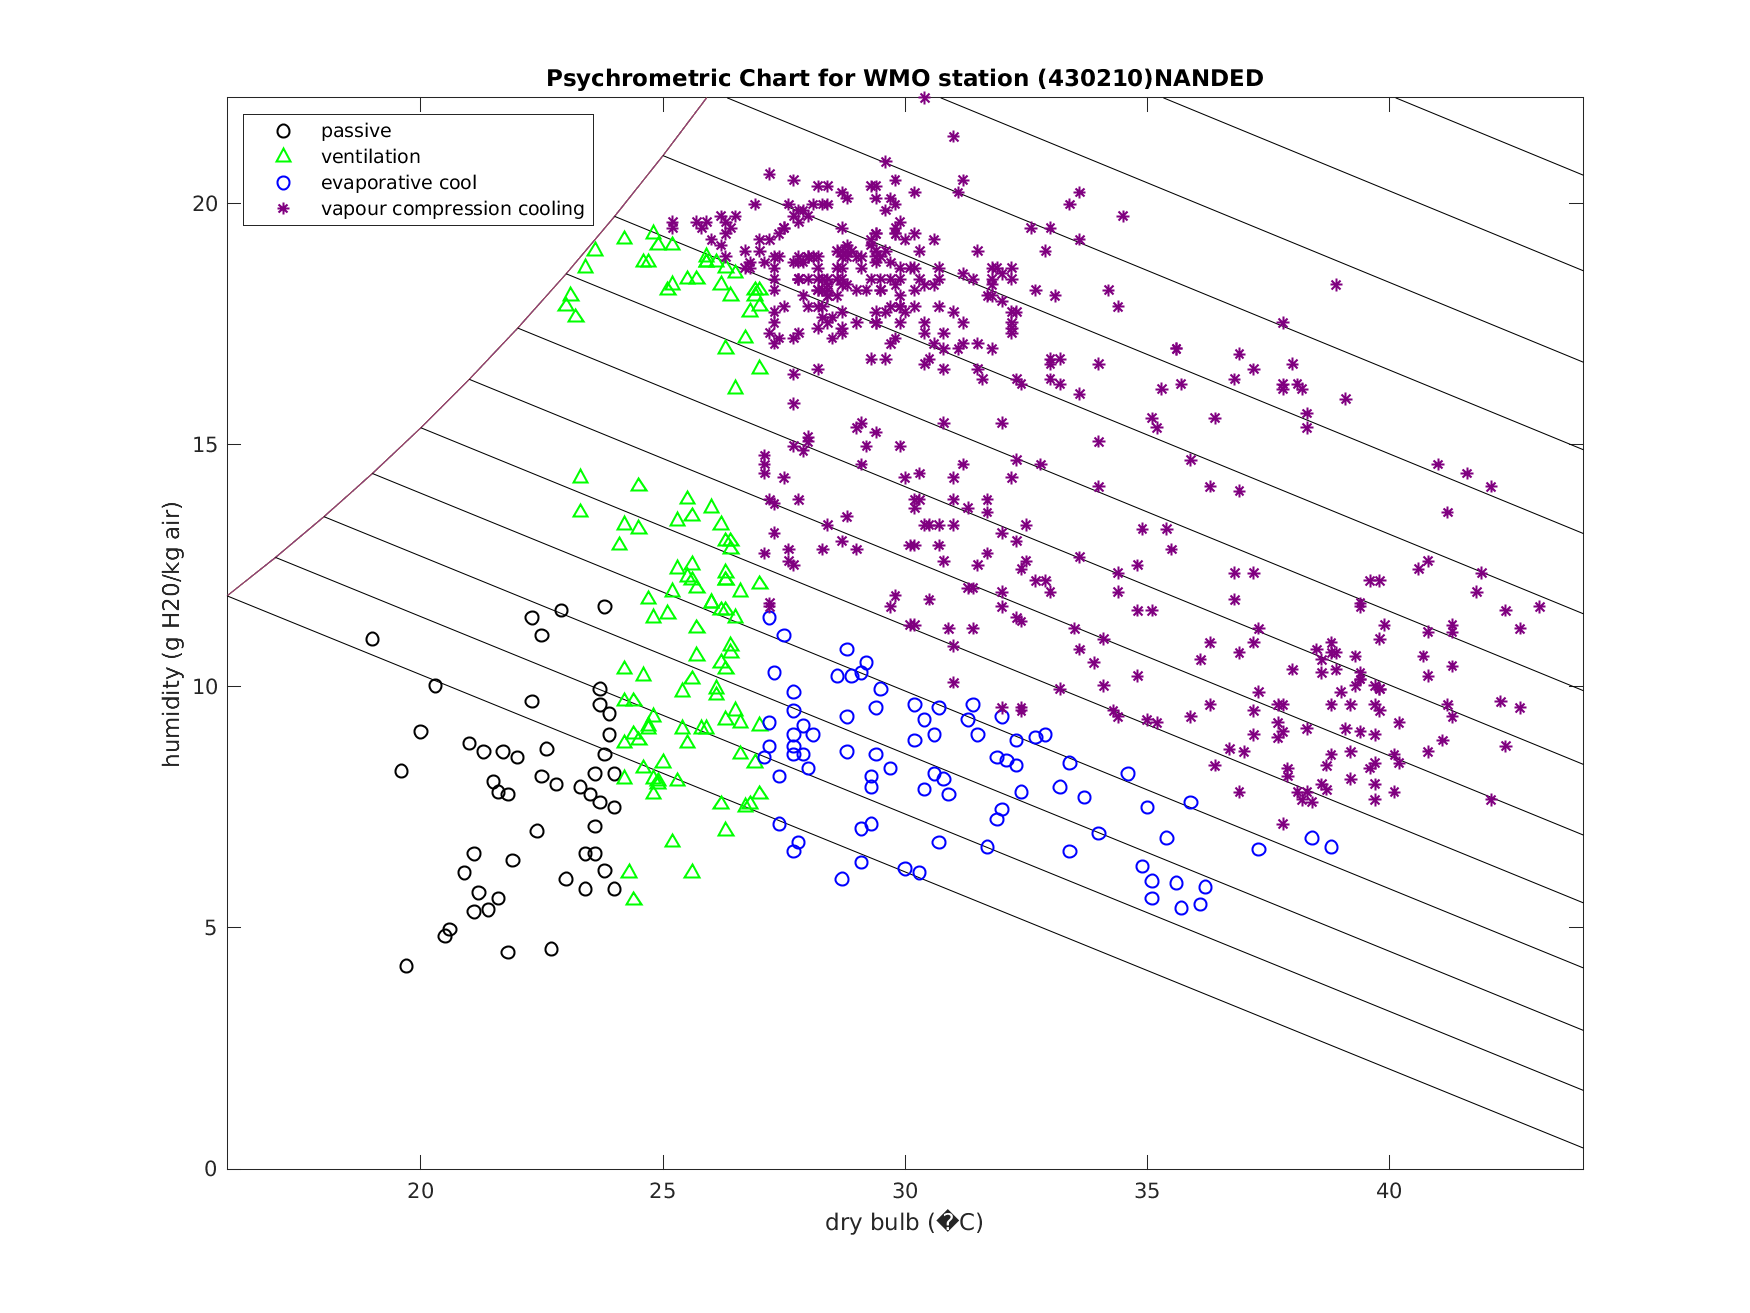 Psychrometric Chart for WMO station (430210)NANDED
passive
ventilation
evaporative cool
vapour compression cooling
20
15
10
5
0
humidity (g H20/kg air)
20 25 30 35 40
dry bulb (�C)